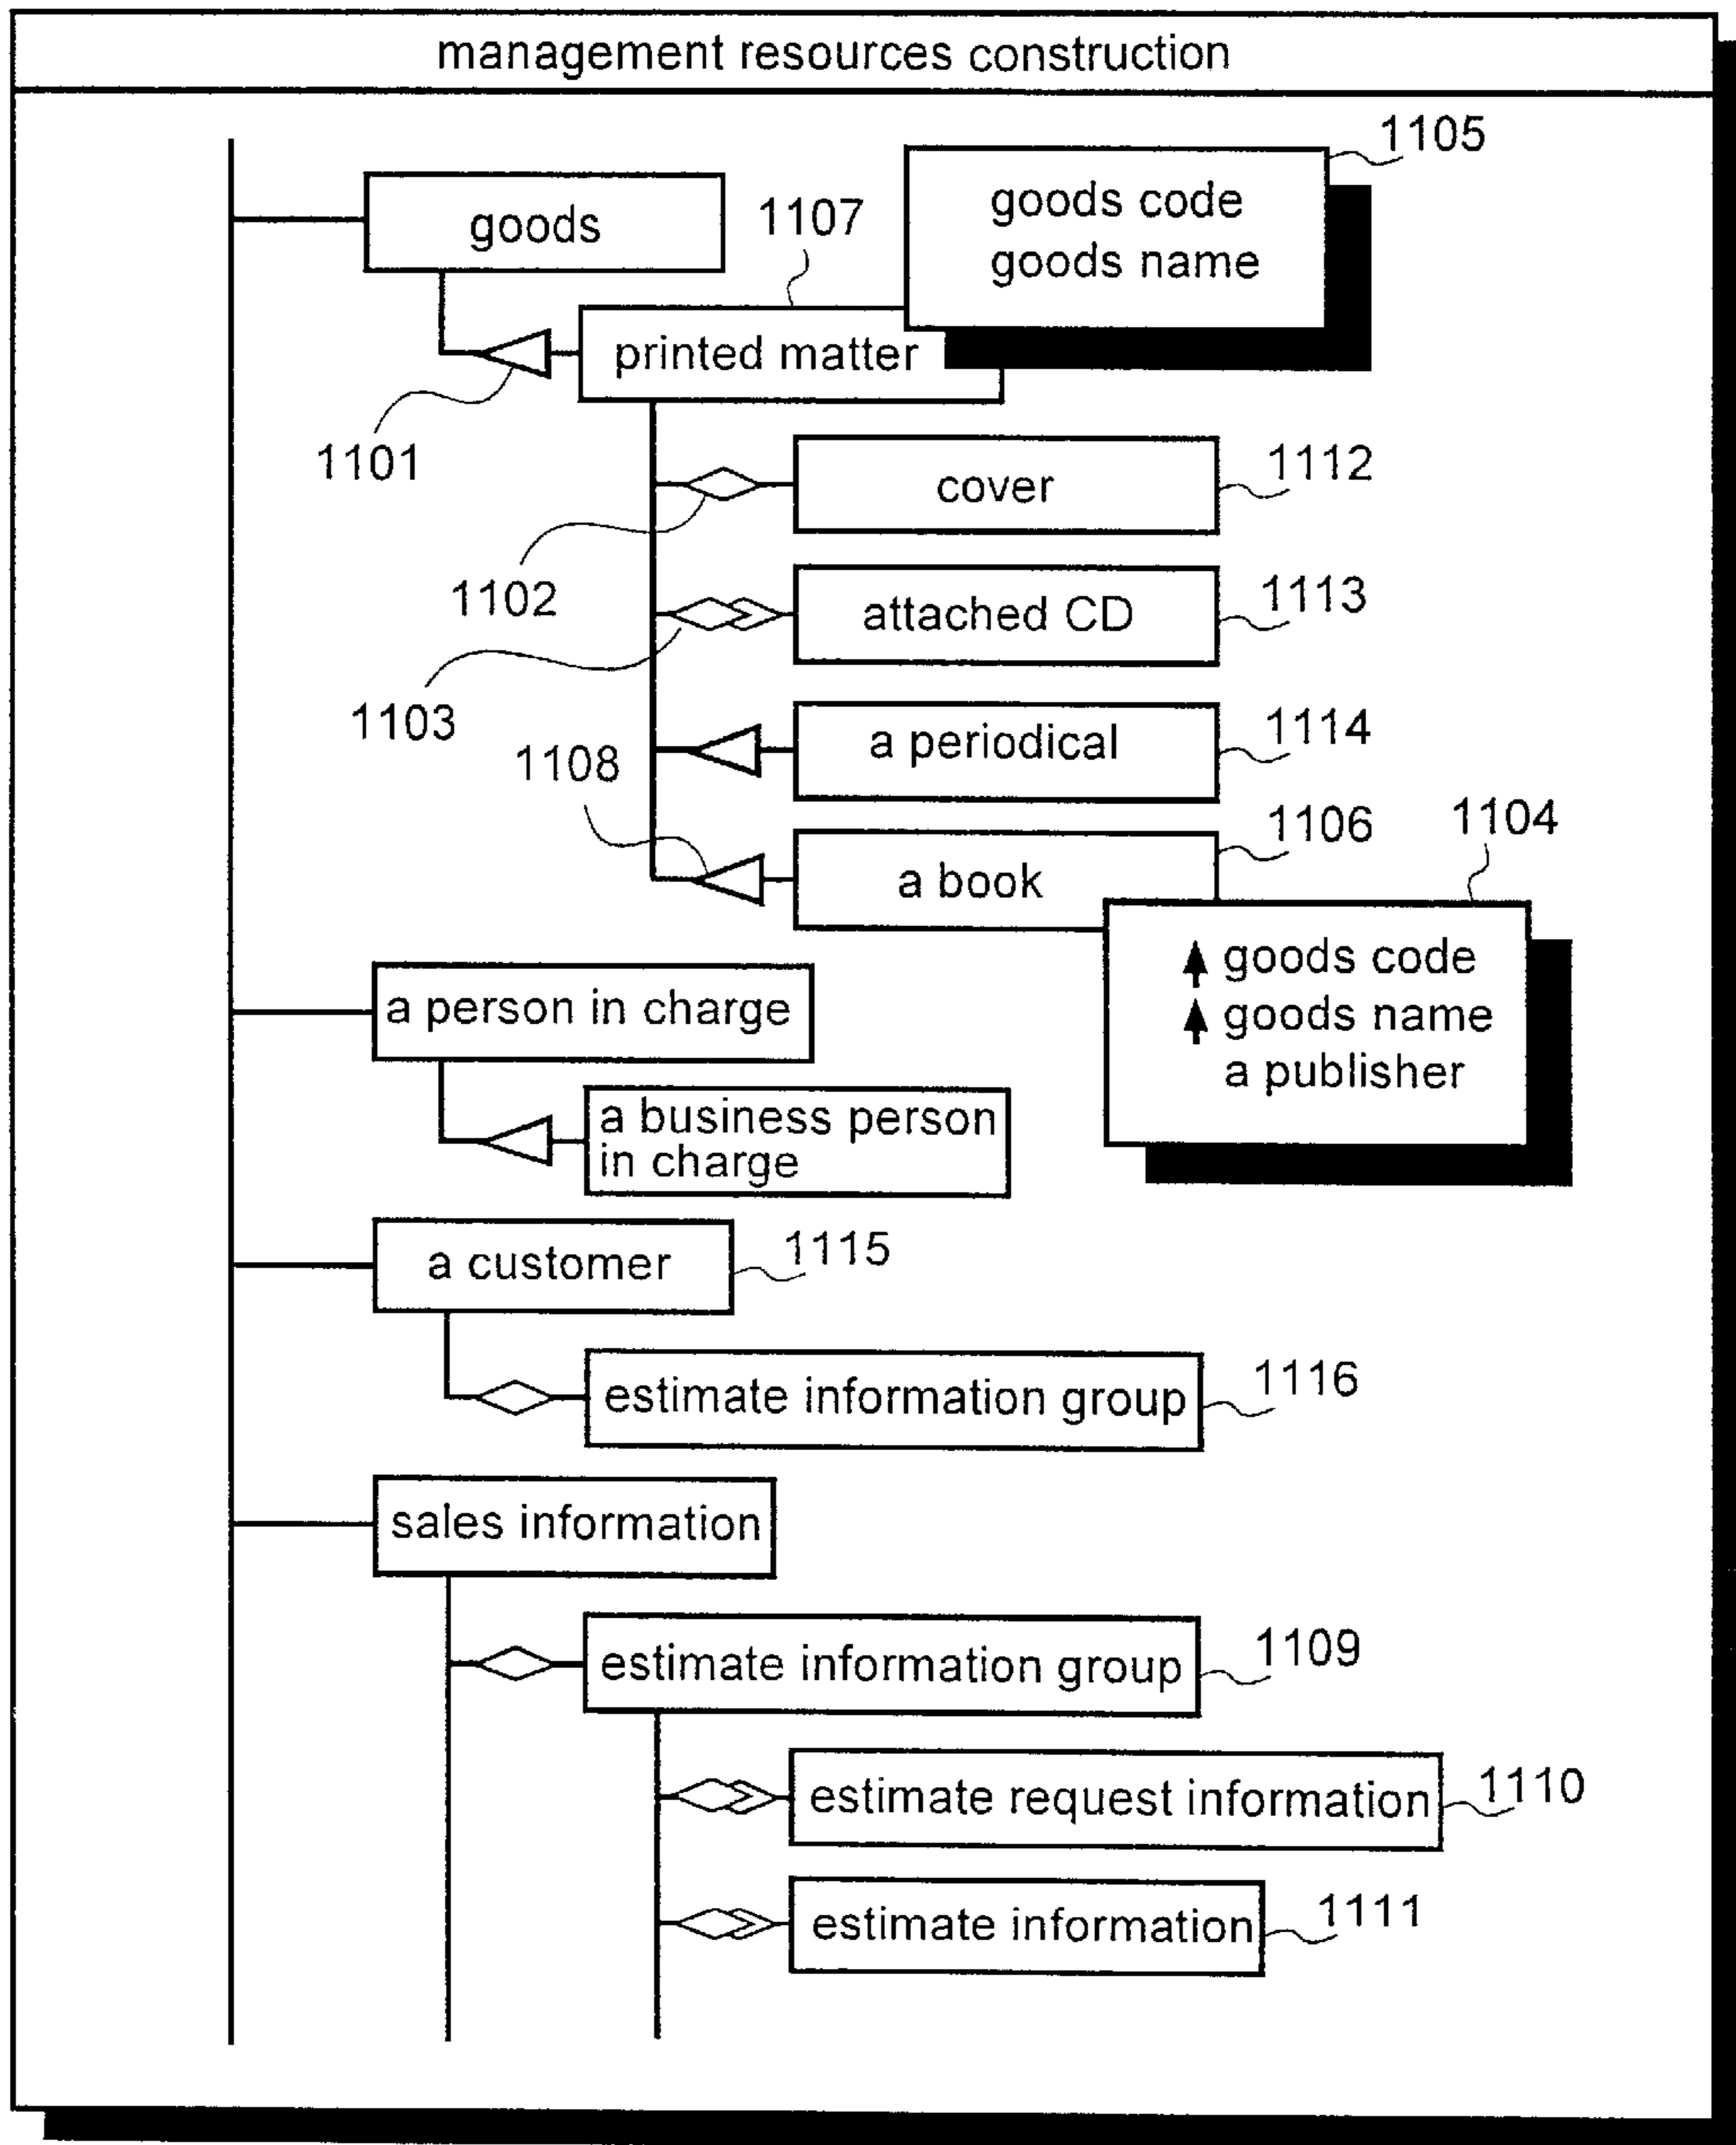 management resources construction
1105
goods
1107
goods code
goods name
printed matter
1101
cover
1112
1102
attached CD
1113
1103
a periodical
1114
1108
a book
1106
1104
goods code
goods name
a publisher
a person in charge
a business person
in charge
a customer
1115
estimate information group
1116
sales information
estimate information group
1109
estimate request information
1110
estimate information
1111